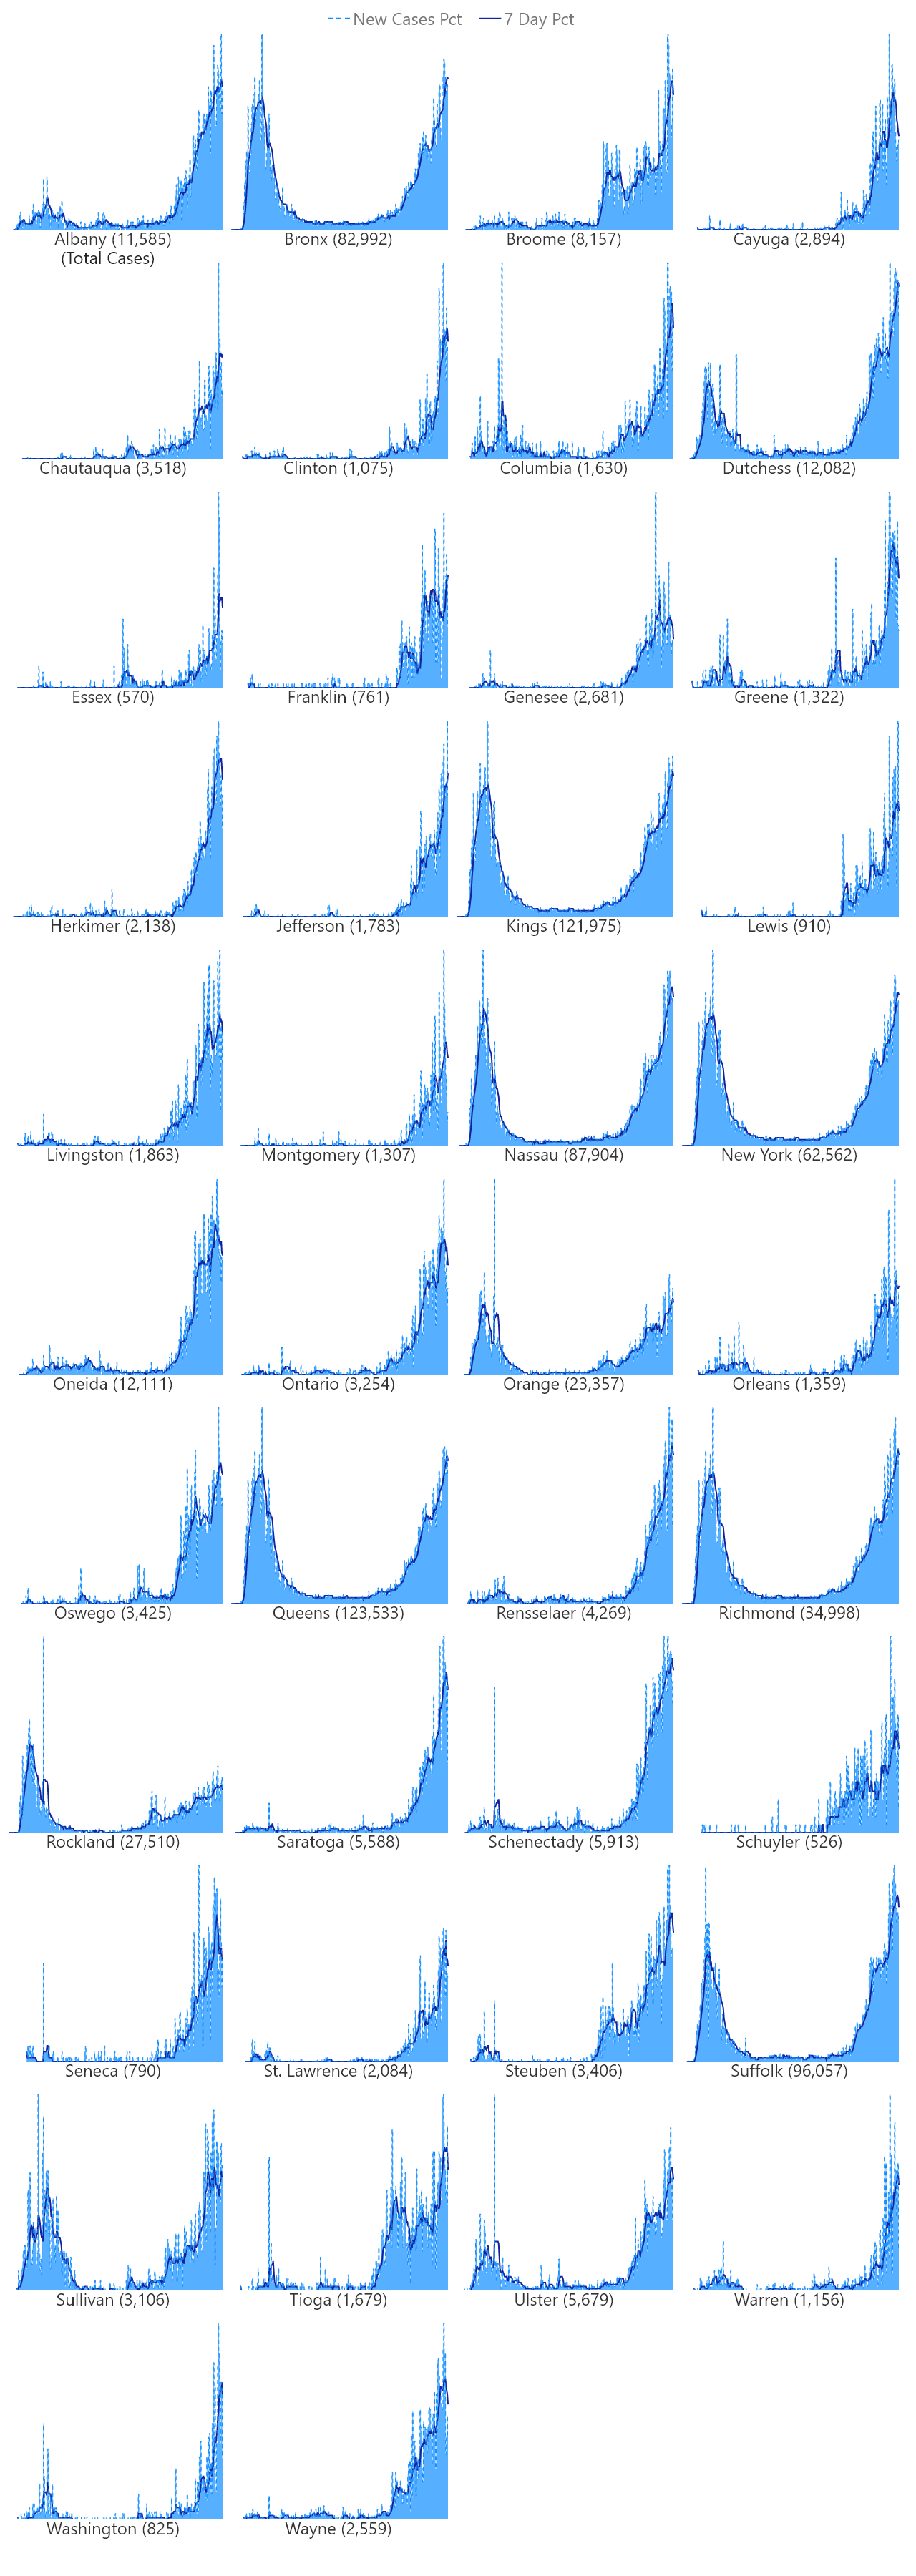 New Cases Pct 7 Day Pct
Albany (11,585) Bronx (82,992) Broome (8,157) Cayuga (2,894)
(Total Cases)
Chautauqua (3,518) Clinton (1,075) Columbia (1,630) Dutchess (12,082)
Essex (570) Franklin (761) Genesee (2,681) Greene (1,322)
Herkimer (2,138) Jefferson (1,783) Kings (121,975) Lewis (910)
Livingston (1,863) Montgomery (1,307) Nassau (87,904) New York (62,562)
Oneida (12,111) Ontario (3,254) Orange (23,357) Orleans (1,359)
Oswego (3,425) Queens (123,533) Rensselaer (4,269) Richmond (34,998)
Rockland (27,510) Saratoga (5,588) Schenectady (5,913) Schuyler (526)
Seneca (790) St. Lawrence (2,084) Steuben (3,406) Suffolk (96,057)
Sullivan (3,106) Tioga (1,679) Ulster (5,679) Warren (1,156)
Washington (825) Wayne (2,559)